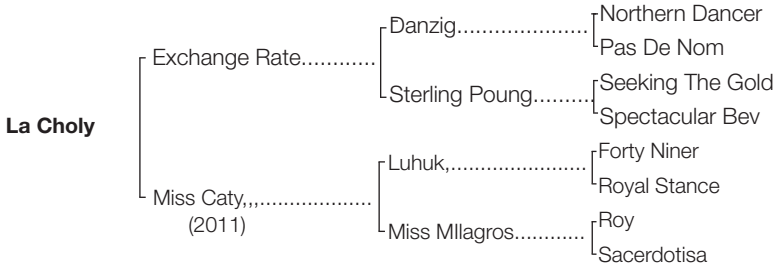 Northern Dancer
Danzig.....................
Pas De Nom
Exchange Rate............
Seeking The Gold
Sterling Poung..........
Spectacular Bev
La Choly
Forty Niner
Luhuk,......................
Royal Stance
Miss Caty,,,...................
(2011)
Roy
Miss MIlagros...........
Sacerdotisa